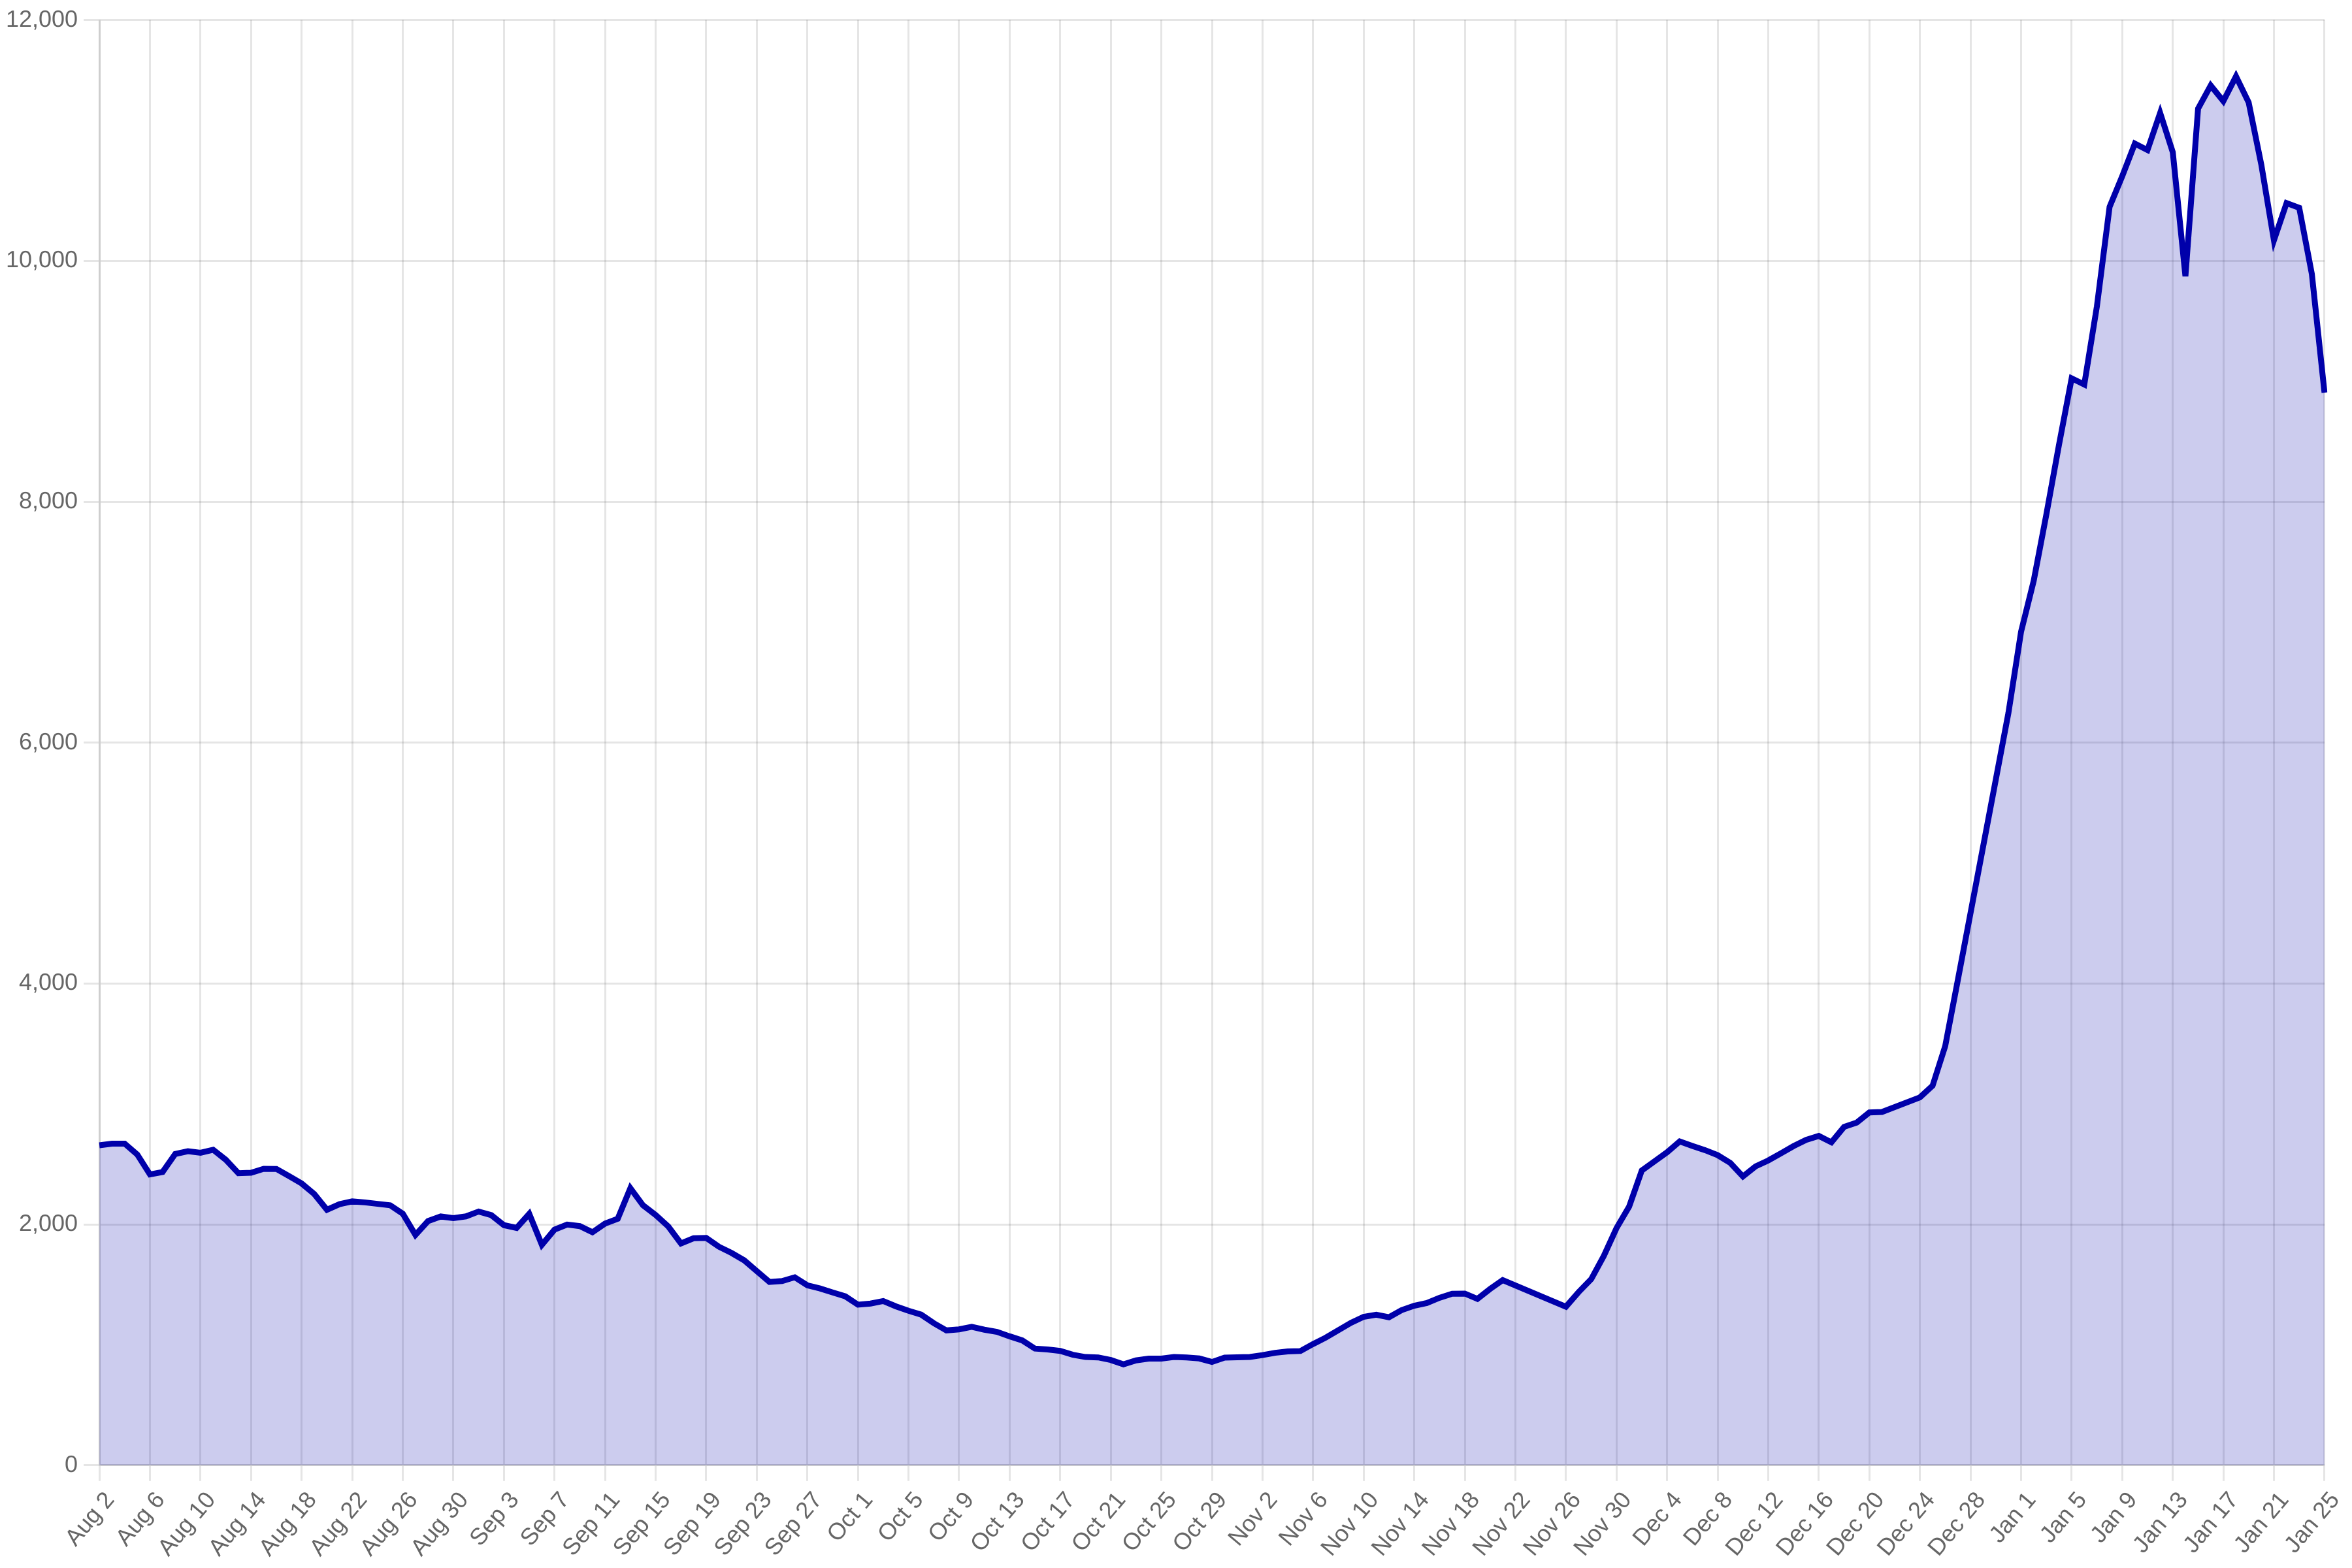 12,000
10,000
8,000
6,000
4,000
2,000
0
Aug 2
Aug 6
Aug 10
Aug 14
Aug 18
Aug 22
Aug 26
Aug 30
Sep 3
Sep 7
Sep 11
Sep 15
Sep 19
Sep 23
Sep 27
Oct 1
Oct 5
Oct 9
Oct 13
Oct 17
Oct 21
Oct 25
Oct 29
Nov 2
Nov 6
Nov 10
Nov 14
Nov 18
Nov 22
Nov 26
Nov 30
Dec 4
Dec 8
Dec 12
Dec 16
Dec 20
Dec 24
Dec 28
Jan 1
Jan 5
Jan 9
Jan 13
Jan 17
Jan 21
Jan 25